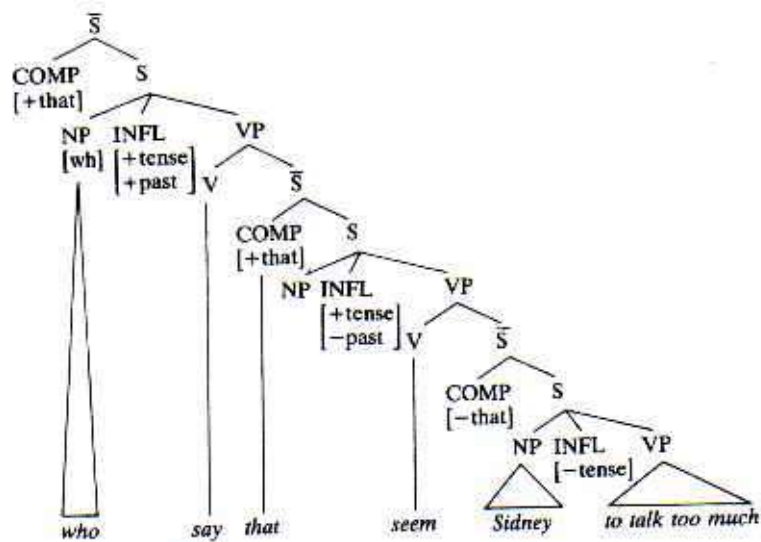 S̄
COMP S
[+that]
NP INFL VP
[wh] [+tense
+past] V S̄
COMP S
[+that]
NP INFL VP
[+tense
−past] V S̄
COMP S
[−that]
NP INFL VP
[−tense]
who say that seem Sidney to talk too much